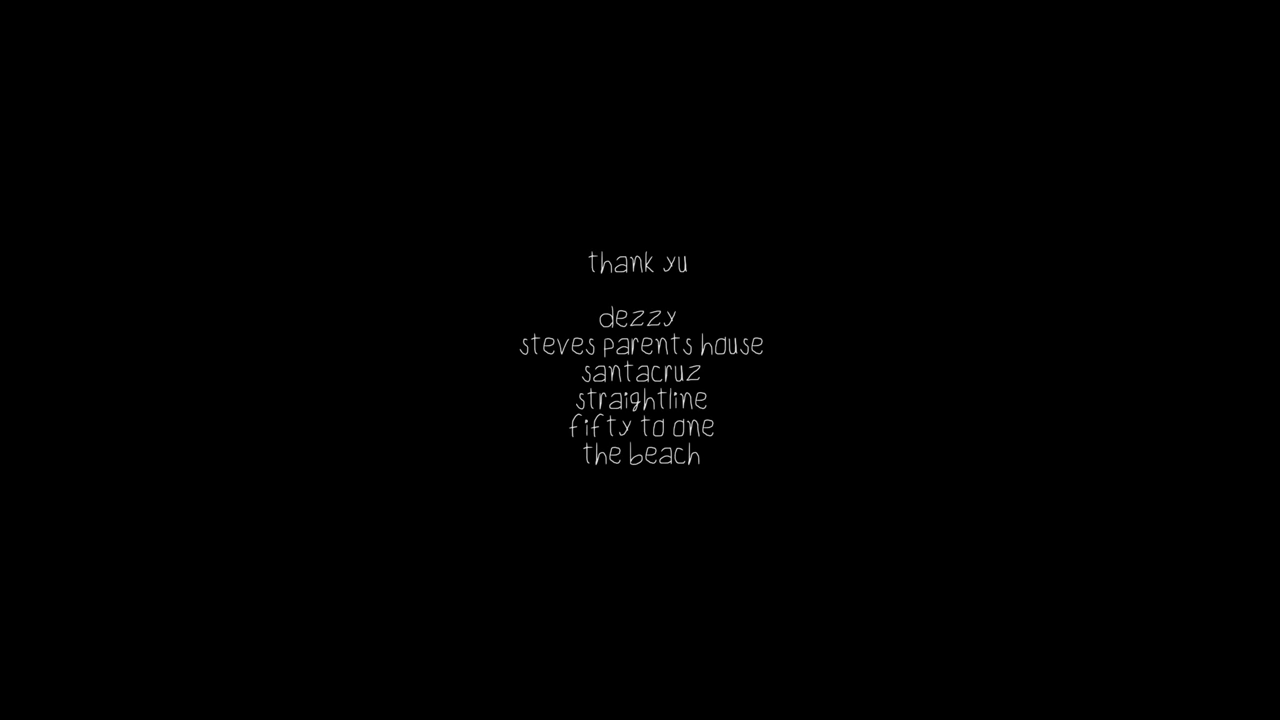 thank yu
dezzy
steves parents house
santacruz
straightline
fifty to one
the beach